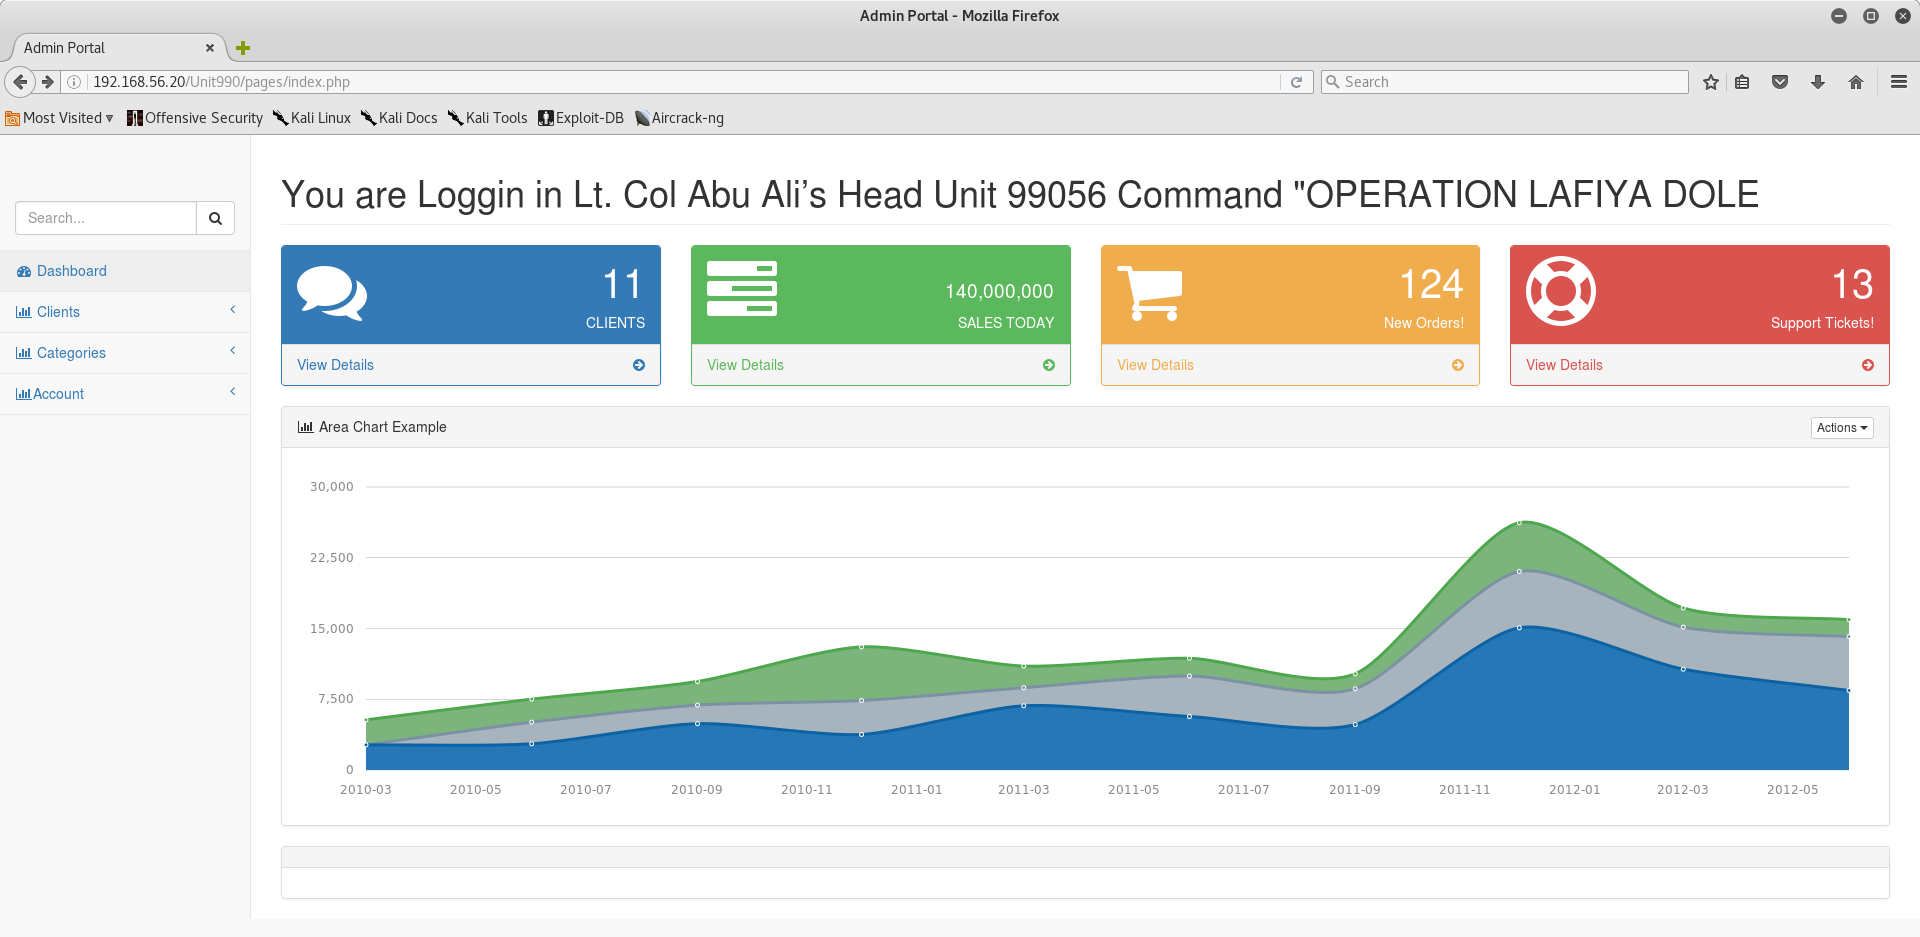 Admin Portal - Mozilla Firefox
Admin Portal
192.168.56.20/Unit990/pages/index.php
Search
Most Visited Offensive Security Kali Linux Kali Docs Kali Tools Exploit-DB Aircrack-ng
You are Loggin in Lt. Col Abu Ali’s Head Unit 99056 Command "OPERATION LAFIYA DOLE
Search...
Dashboard
Clients
Categories
Account
11
CLIENTS
View Details
140,000,000
SALES TODAY
View Details
124
New Orders!
View Details
13
Support Tickets!
View Details
Area Chart Example
Actions
30,000
22,500
15,000
7,500
0
2010-03 2010-05 2010-07 2010-09 2010-11 2011-01 2011-03 2011-05 2011-07 2011-09 2011-11 2012-01 2012-03 2012-05